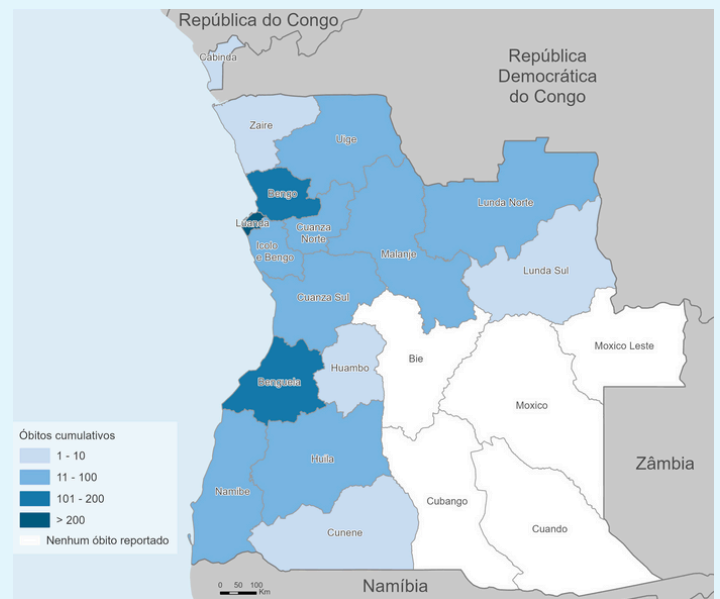 República do Congo
Cabinda
República
Democrática
do Congo
Zaire
Uige
Bengo
Lunda Norte
Luanda
Cuanza
Norte
Icolo
e Bengo
Malanje
Lunda Sul
Cuanza Sul
Moxico Leste
Bie
Huambo
Benguela
Moxico
Óbitos cumulativos
1 - 10
11 - 100
101 - 200
> 200
Nenhum óbito reportado
Huila
Zâmbia
Namibe
Cubango
Cuando
Cunene
0 50 100
Km
Namíbia